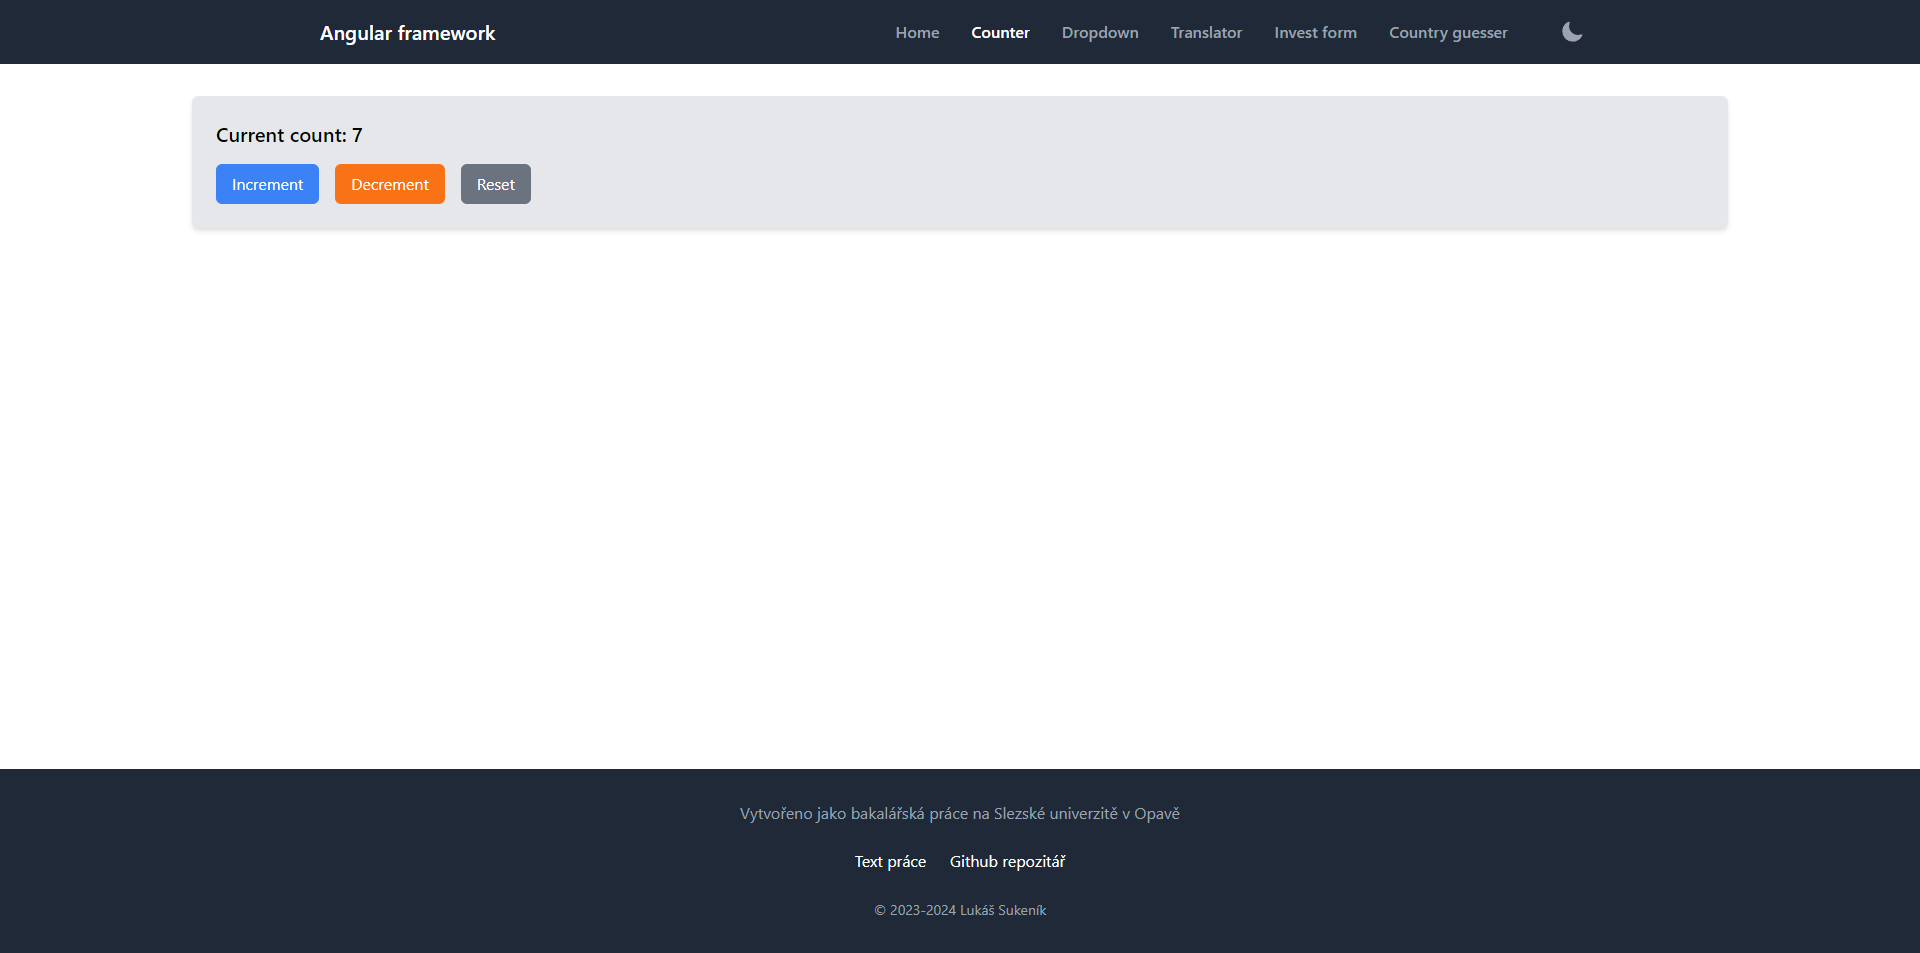 Angular framework Home Counter Dropdown Translator Invest form Country guesser
Current count: 7
Increment Decrement Reset
Vytvořeno jako bakalářská práce na Slezské univerzitě v Opavě
Text práce Github repozitář
© 2023-2024 Lukáš Sukeník